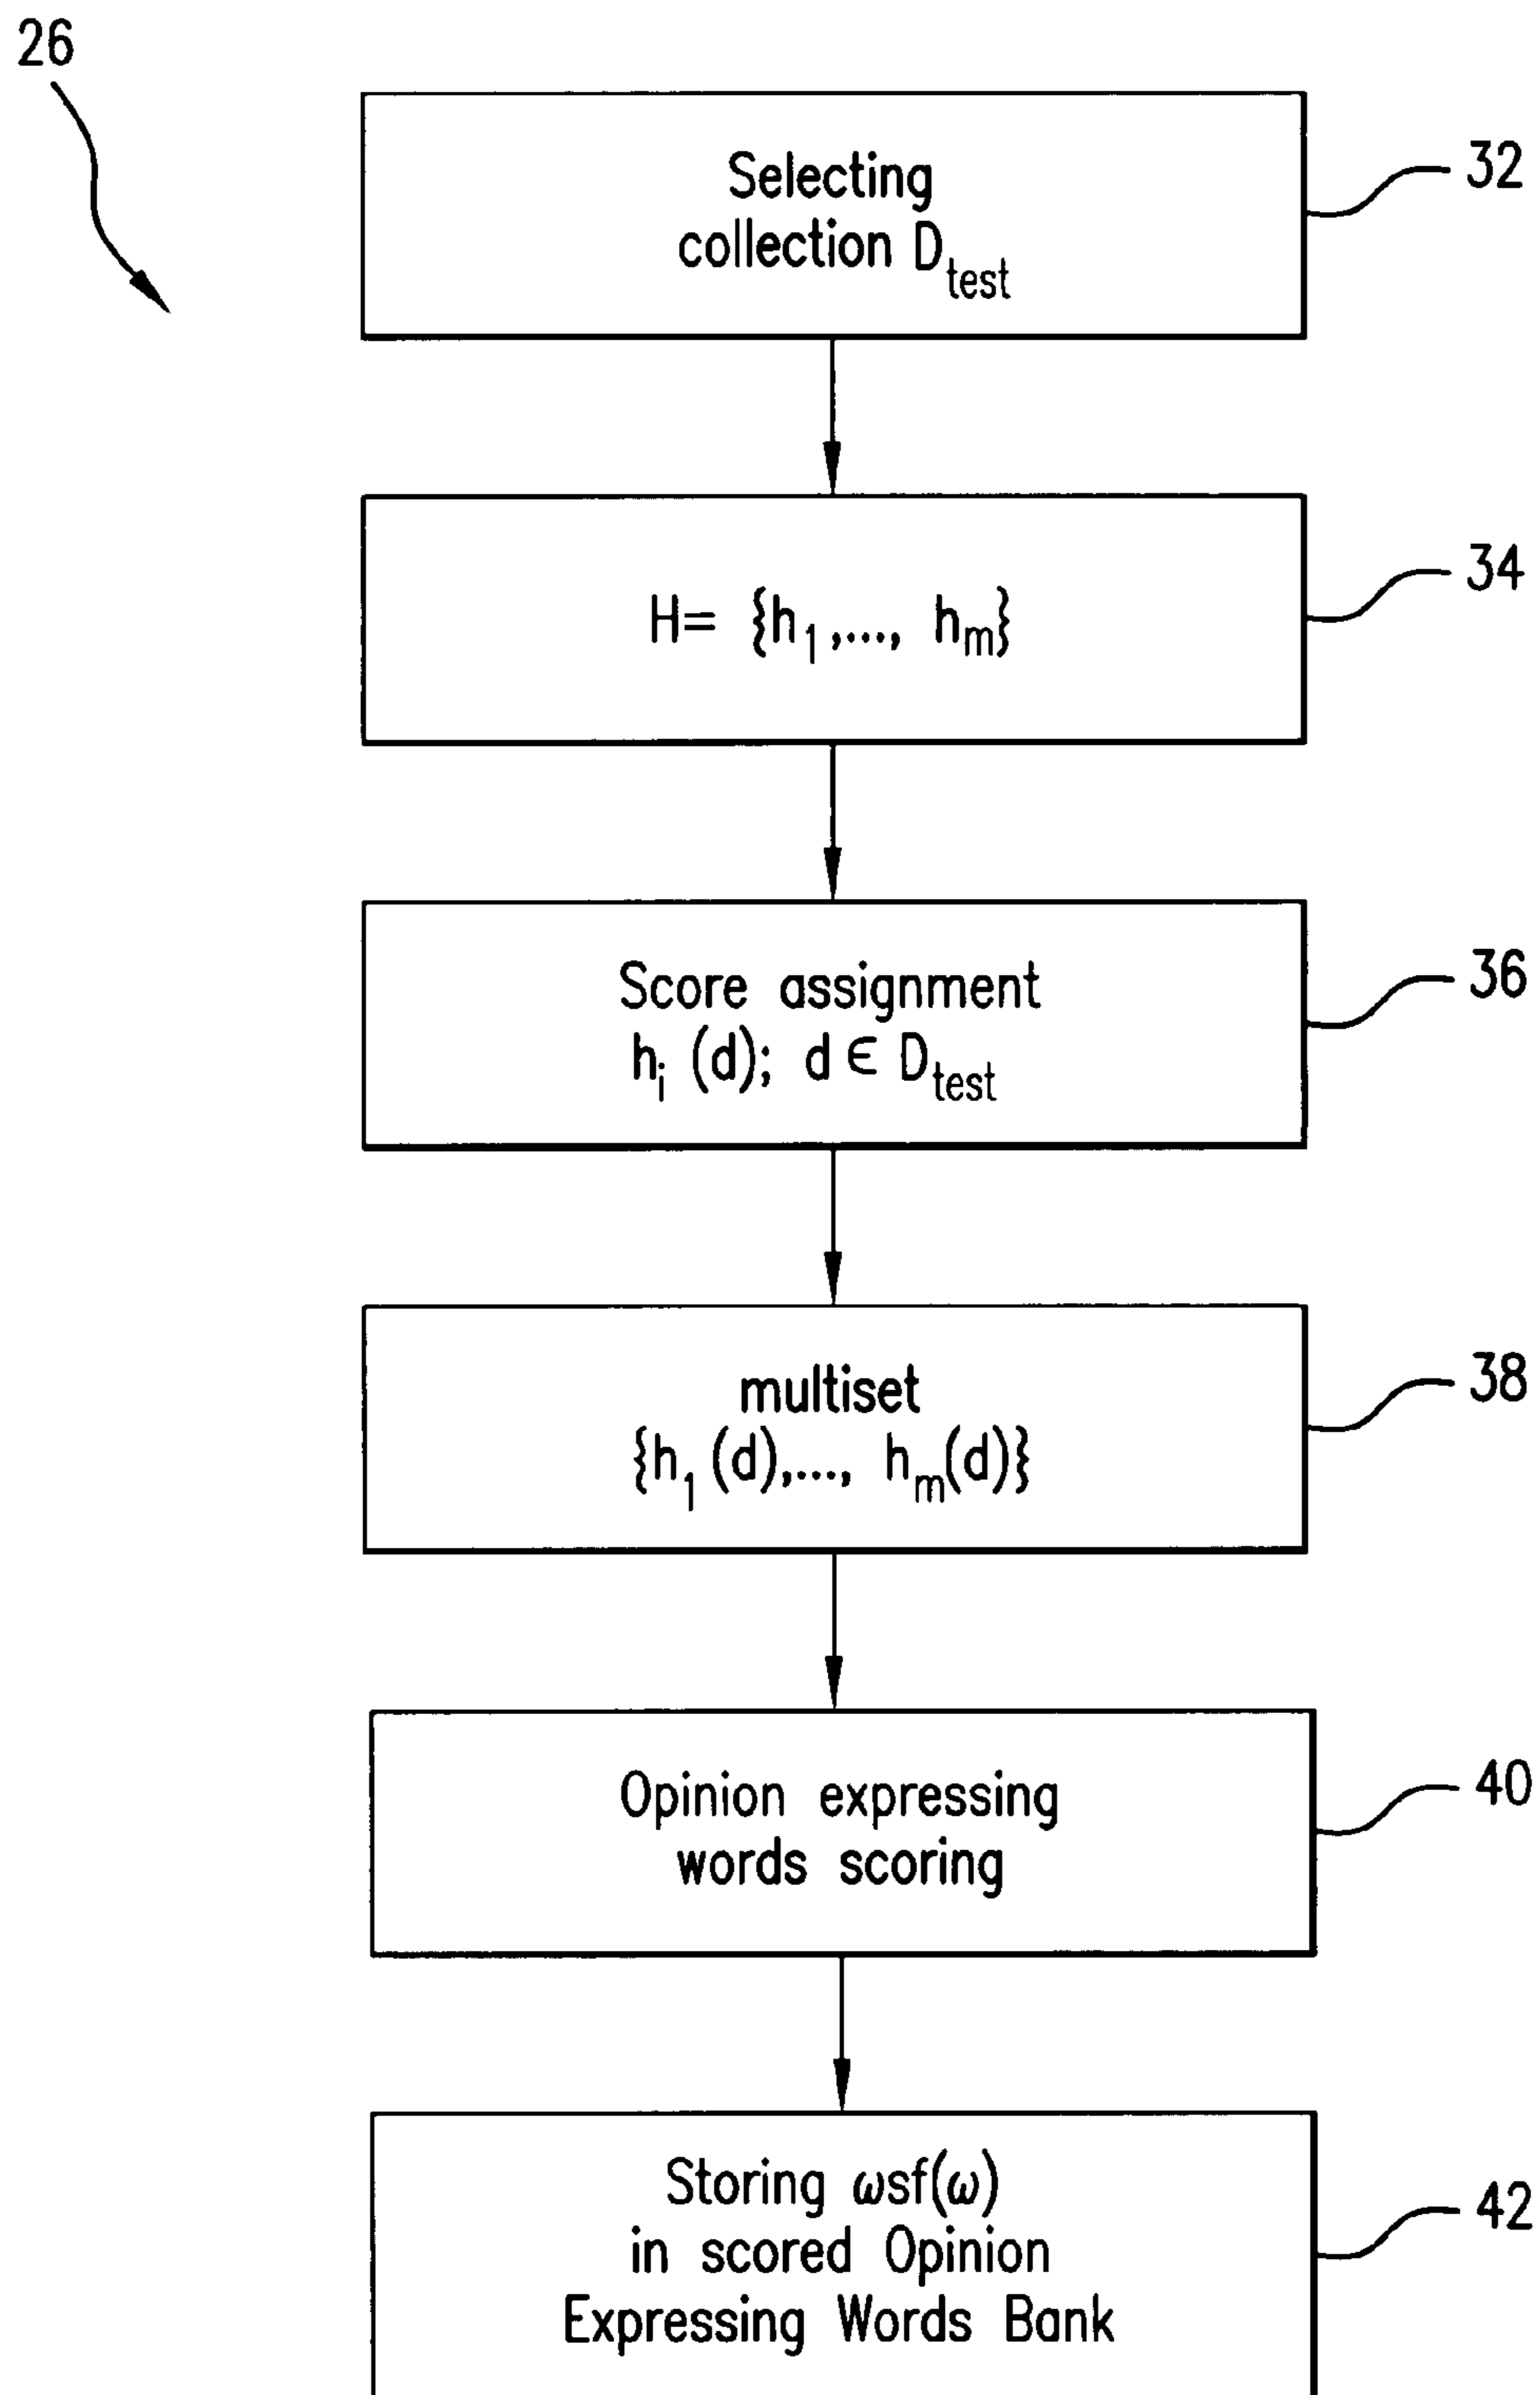 26
Selecting
collection D_test
32
H= {h_1,..., h_m}
34
Score assignment
h_i (d); d ∈ D_test
36
multiset
{h_1 (d),..., h_m(d)}
38
Opinion expressing
words scoring
40
Storing ωsf(ω)
in scored Opinion
Expressing Words Bank
42